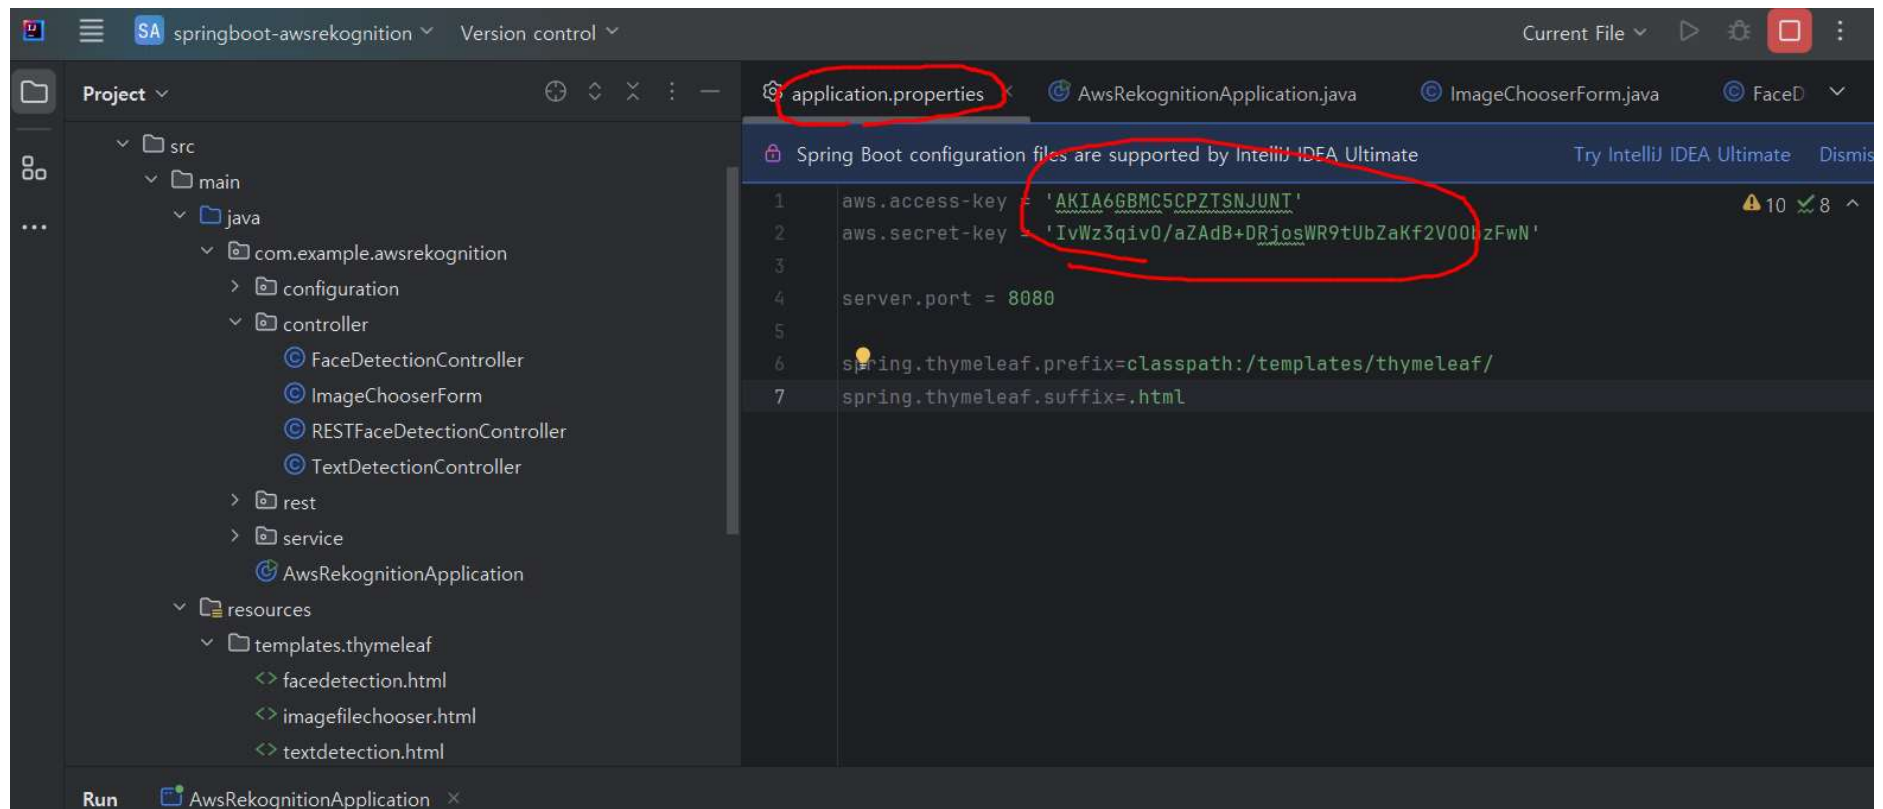 SA springboot-awsrekognition Version control Current File
Project
application.properties AwsRekognitionApplication.java ImageChooserForm.java FaceD
Spring Boot configuration files are supported by IntelliJ IDEA Ultimate Try IntelliJ IDEA Ultimate Dismis
src
main
java
com.example.awsrekognition
configuration
controller
FaceDetectionController
ImageChooserForm
RESTFaceDetectionController
TextDetectionController
rest
service
AwsRekognitionApplication
resources
templates.thymeleaf
facedetection.html
imagefilechooser.html
textdetection.html
1 aws.access-key = 'AKIA6GBMC5CPZTSNJUNT'
2 aws.secret-key =
3
4 server.port = 8080
5
6 spring.thymeleaf.prefix=classpath:/templates/thymeleaf/
7 spring.thymeleaf.suffix=.html
10 8
Run AwsRekognitionApplication